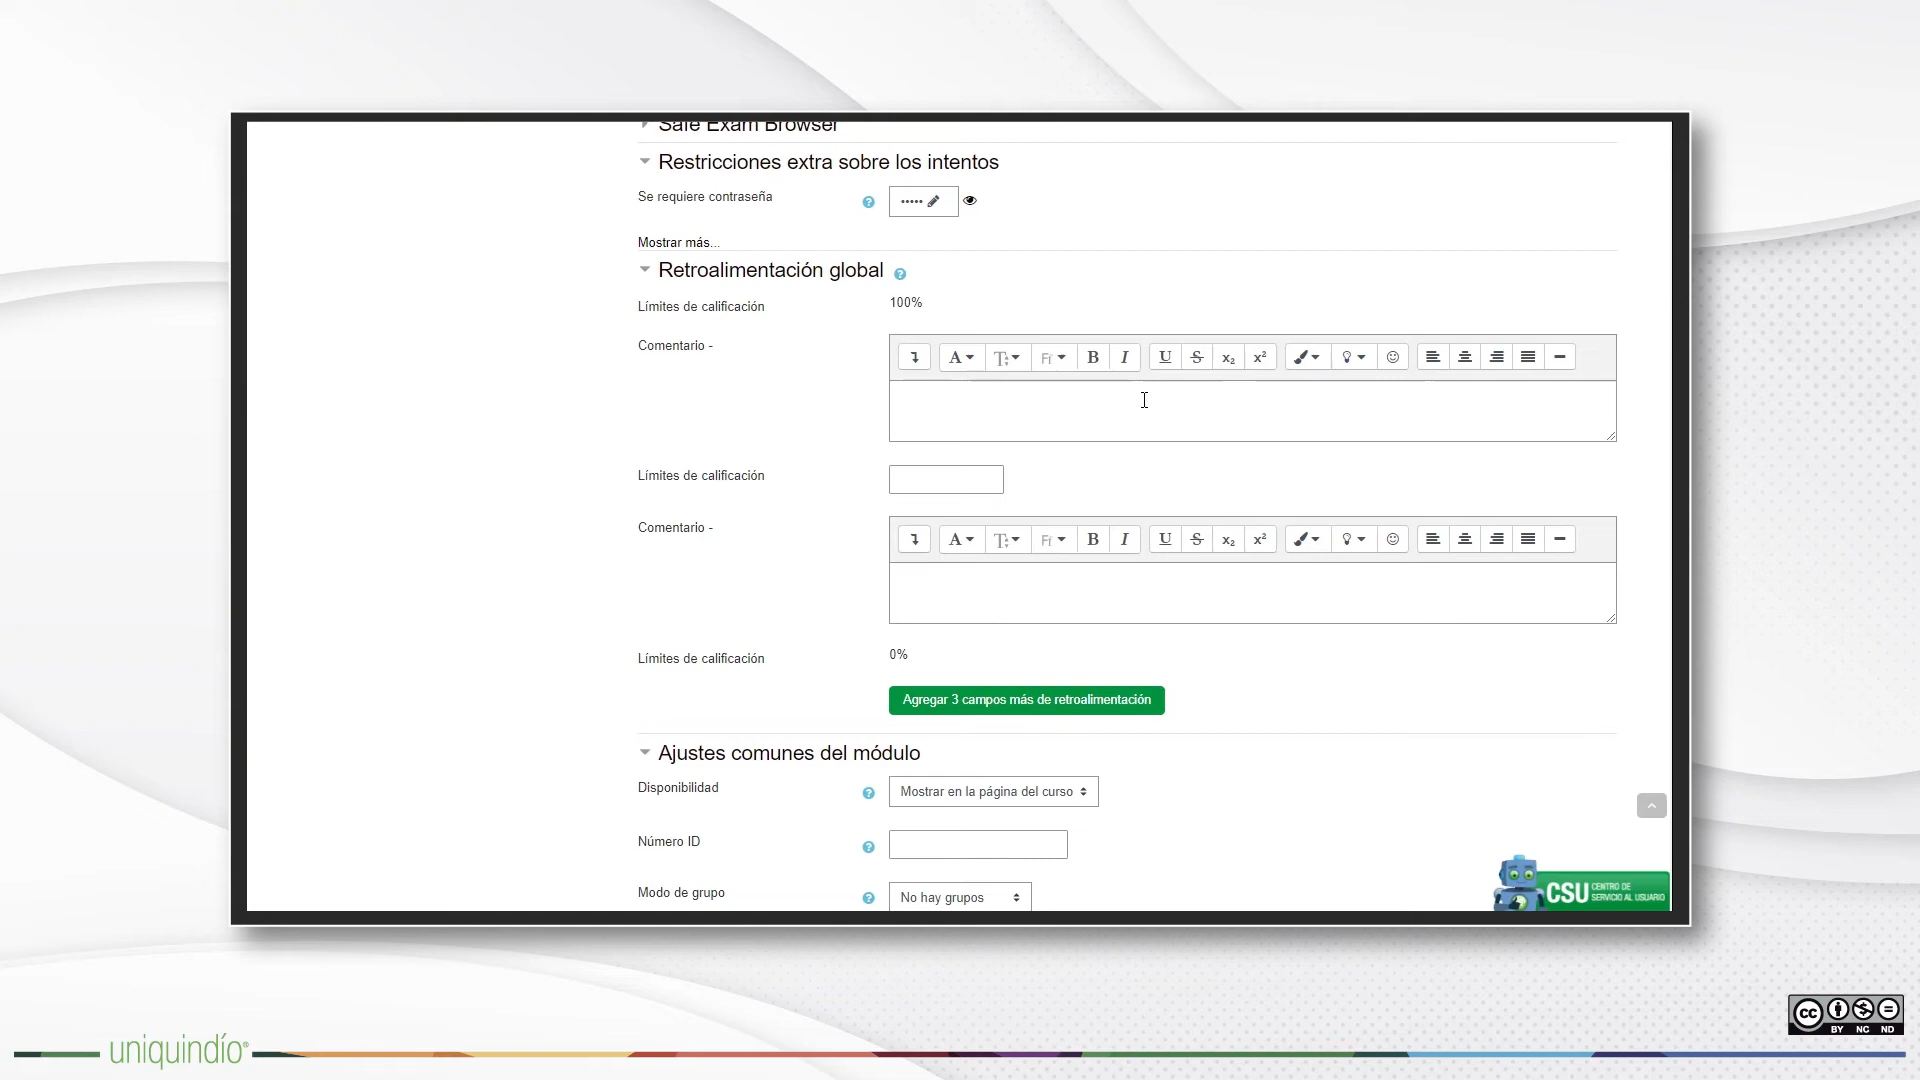 Safe Exam Browser
Restricciones extra sobre los intentos
Se requiere contraseña
Mostrar más...
Retroalimentación global
Límites de calificación
100%
Comentario -
Límites de calificación
Comentario -
Límites de calificación
0%
Agregar 3 campos más de retroalimentación
Ajustes comunes del módulo
Disponibilidad
Mostrar en la página del curso
Número ID
Modo de grupo
No hay grupos
CSU CENTRO DE
SERVICIO AL USUARIO
cc
BY NC ND
uniquindío®